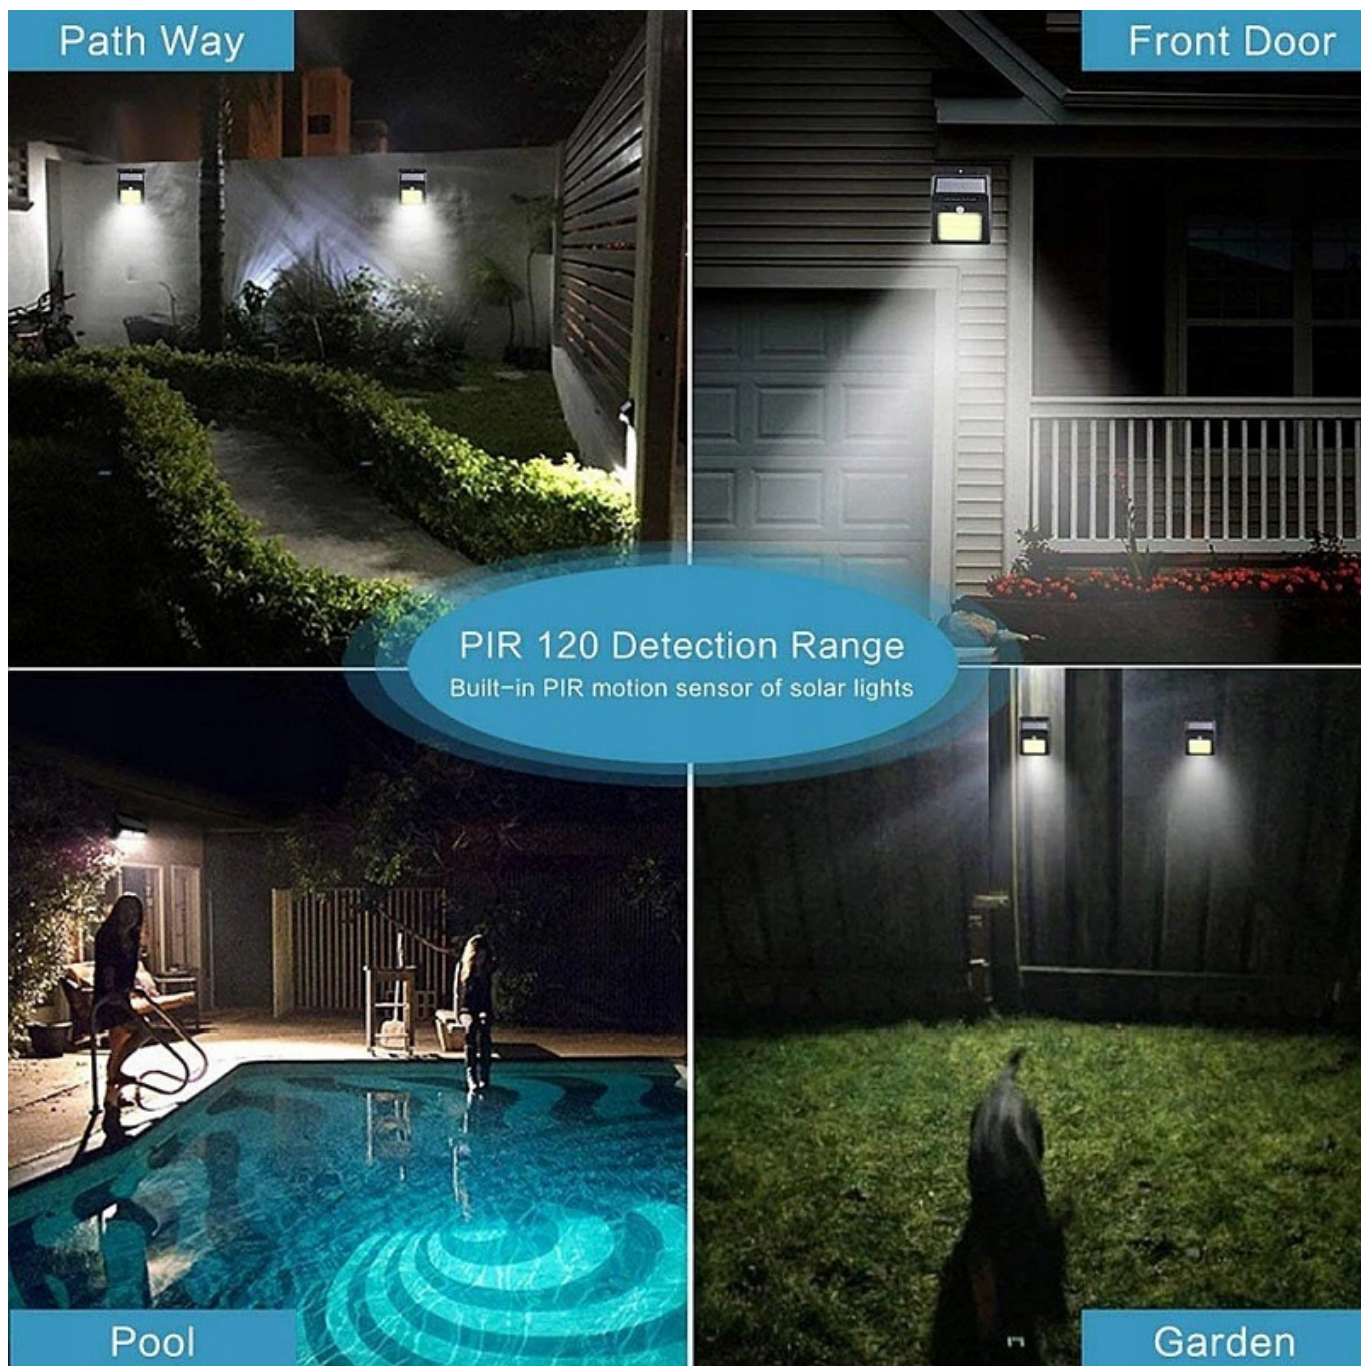 Path Way
Front Door
PIR 120 Detection Range
Built-in PIR motion sensor of solar lights
Pool
Garden